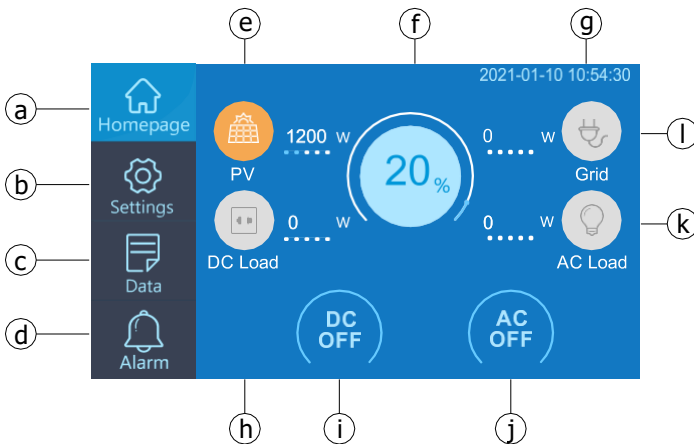 e
f
g
2021-01-10 10:54:30
a
Homepage
1200 W
0 W
l
PV
Grid
b
Settings
20%
0 W
0 W
k
DC Load
AC Load
c
Data
d
Alarm
DC
OFF
AC
OFF
h
i
j